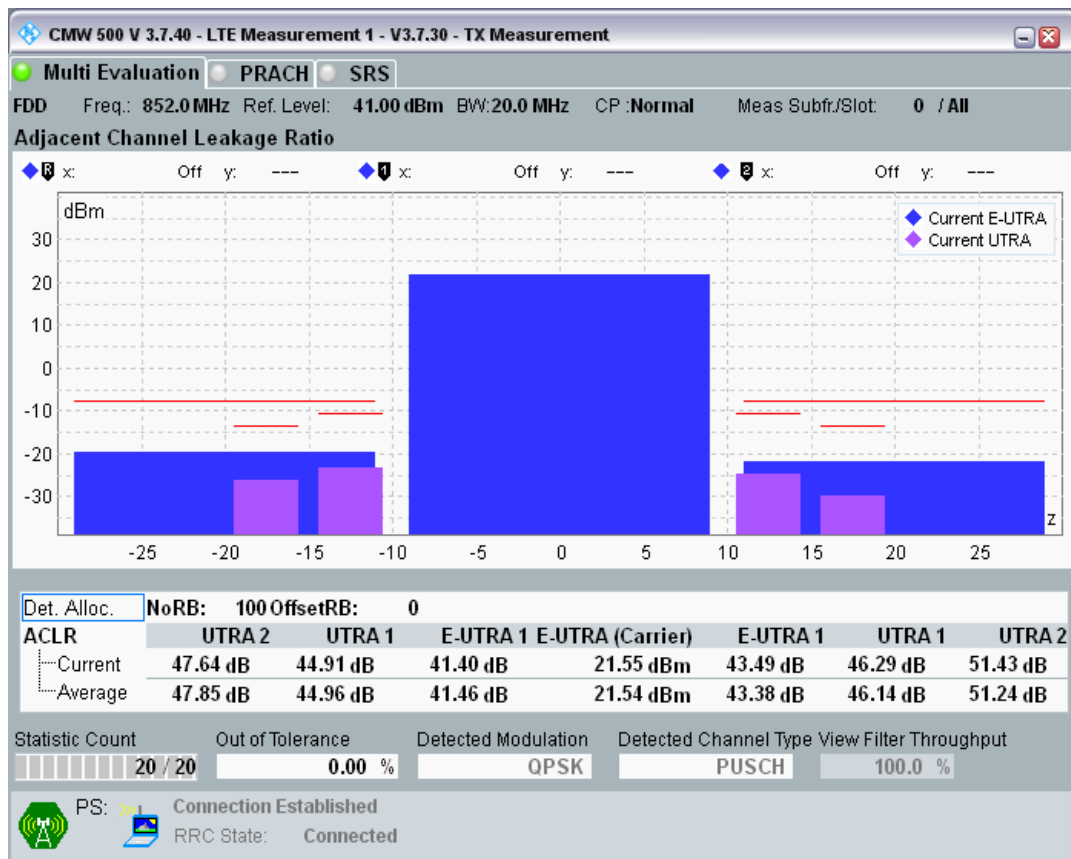 CMW 500 V 3.7.40 - LTE Measurement 1 - V3.7.30 - TX Measurement
Multi Evaluation PRACH SRS
FDD Freq.: 852.0 MHz Ref. Level: 41.00 dBm BW:20.0 MHz CP :Normal Meas Subfr./Slot: 0 / All
Adjacent Channel Leakage Ratio
R x: Off y: --- 1 x: Off y: --- 2 x: Off y: ---
dBm
Current E-UTRA
Current UTRA
30
20
10
0
-10
-20
-30
z
-25 -20 -15 -10 -5 0 5 10 15 20 25
Det. Alloc. NoRB: 100 OffsetRB: 0
ACLR UTRA 2 UTRA 1 E-UTRA 1 E-UTRA (Carrier) E-UTRA 1 UTRA 1 UTRA 2
Current 47.64 dB 44.91 dB 41.40 dB 21.55 dBm 43.49 dB 46.29 dB 51.43 dB
Average 47.85 dB 44.96 dB 41.46 dB 21.54 dBm 43.38 dB 46.14 dB 51.24 dB
Statistic Count Out of Tolerance Detected Modulation Detected Channel Type View Filter Throughput
20 / 20 0.00 % QPSK PUSCH 100.0 %
PS: Connection Established
RRC State: Connected